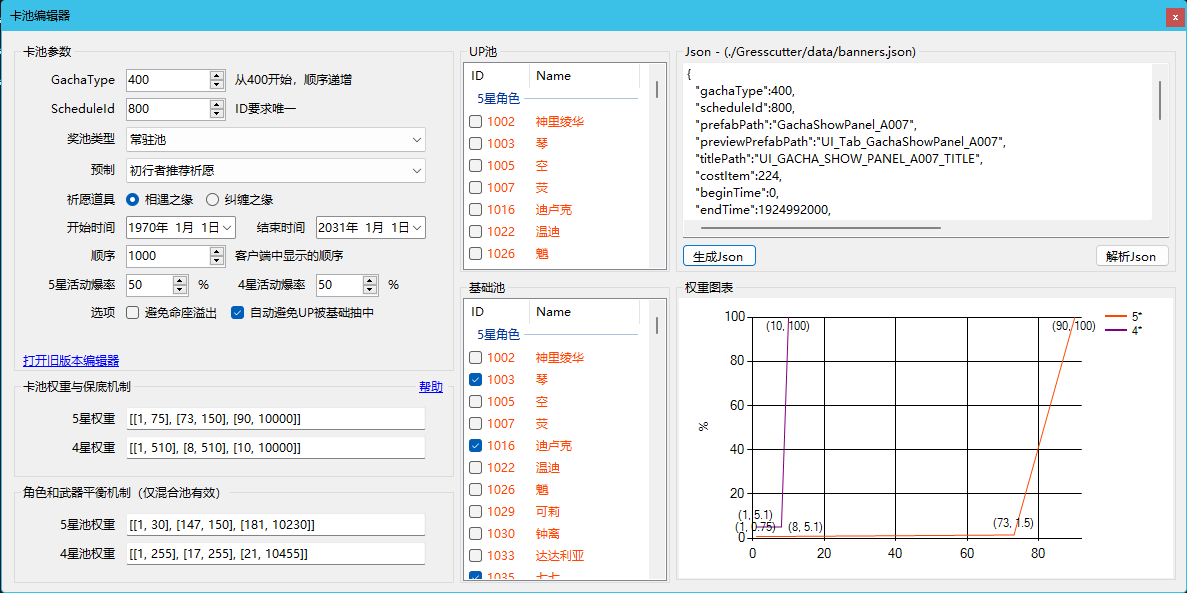 卡池编辑器
x
卡池参数
GachaType 400 从400开始，顺序递增
ScheduleId 800 ID要求唯一
奖池类型 常驻池
预制 初行者推荐祈愿
祈愿道具 相遇之缘 纠缠之缘
开始时间 1970年 1月 1日 结束时间 2031年 1月 1日
顺序 1000 客户端中显示的顺序
5星活动爆率 50 % 4星活动爆率 50 %
选项 避免命座溢出 自动避免UP被基础抽中
打开旧版本编辑器
卡池权重与保底机制 帮助
5星权重 [[1, 75], [73, 150], [90, 10000]]
4星权重 [[1, 510], [8, 510], [10, 10000]]
角色和武器平衡机制（仅混合池有效）
5星池权重 [[1, 30], [147, 150], [181, 10230]]
4星池权重 [[1, 255], [17, 255], [21, 10455]]
UP池
ID Name
5星角色
1002 神里绫华
1003 琴
1005 空
1007 荧
1016 迪卢克
1022 温迪
1026 魈
基础池
ID Name
5星角色
1002 神里绫华
1003 琴
1005 空
1007 荧
1016 迪卢克
1022 温迪
1026 魈
1029 可莉
1030 钟离
1033 达达利亚
1035 七七
Json - (./Gresscutter/data/banners.json)
{
"gachaType":400,
"scheduleId":800,
"prefabPath":"GachaShowPanel_A007",
"previewPrefabPath":"UI_Tab_GachaShowPanel_A007",
"titlePath":"UI_GACHA_SHOW_PANEL_A007_TITLE",
"costItem":224,
"beginTime":0,
"endTime":1924992000,
生成Json 解析Json
权重图表
100 (10, 100) (90, 100) 5*
4*
80
60
%
40
20
(1, 5.1)
(1, 0.75) (8, 5.1) (73, 1.5)
0
0 20 40 60 80